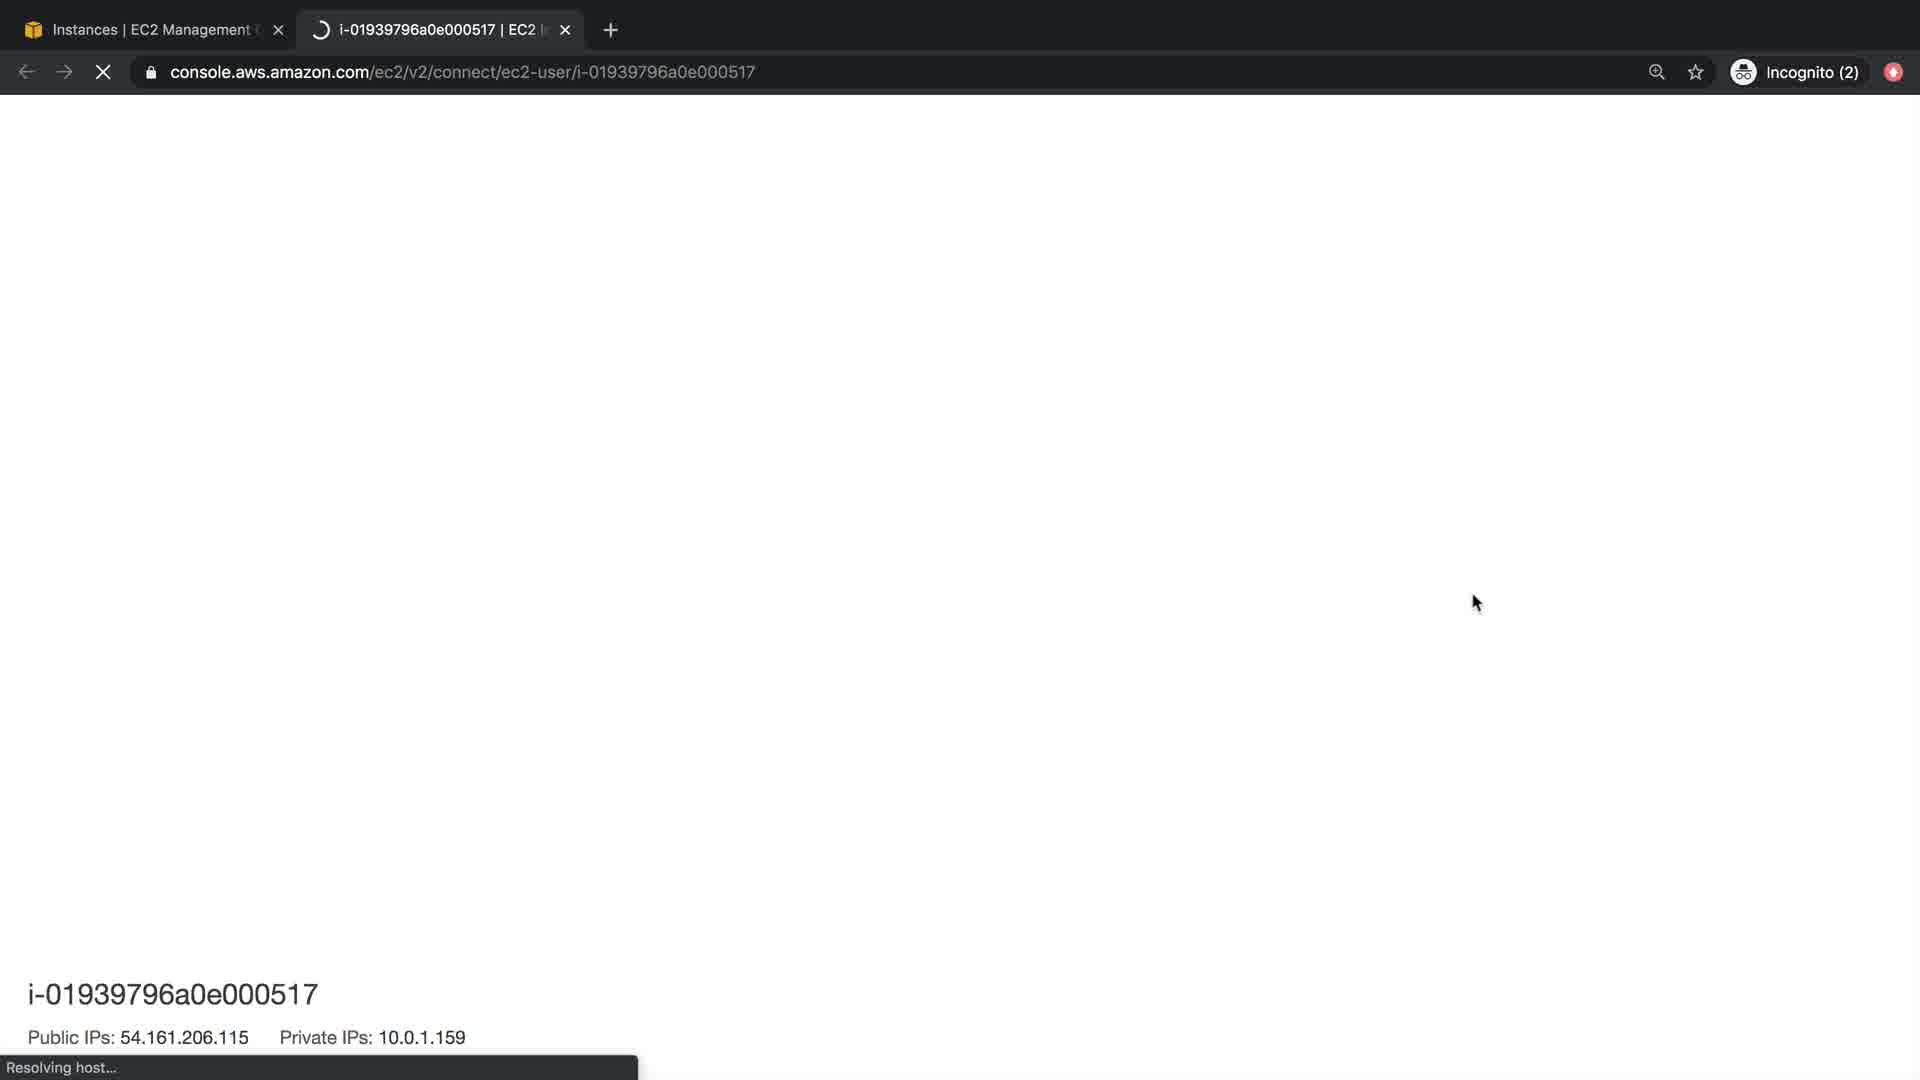 Instances | EC2 Management
i-01939796a0e000517 | EC2 I
console.aws.amazon.com/ec2/v2/connect/ec2-user/i-01939796a0e000517
Incognito (2)
i-01939796a0e000517
Public IPs: 54.161.206.115 Private IPs: 10.0.1.159
Resolving host...